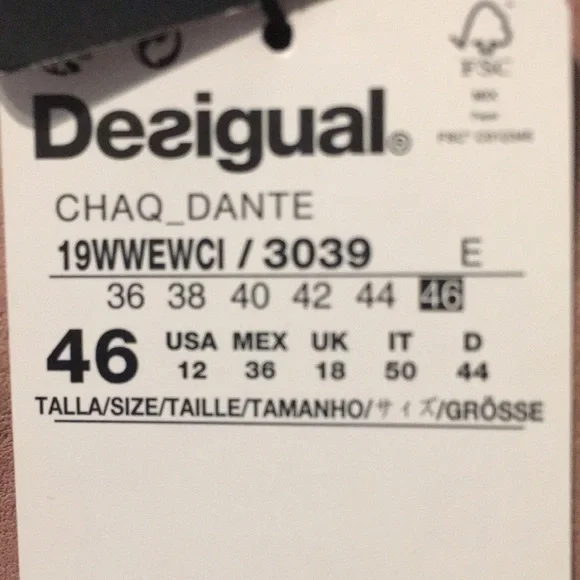 FSC
Desigual®
CHAQ_DANTE
19WWEWCI / 3039 E
36 38 40 42 44 46
46 USA MEX UK IT D
12 36 18 50 44
TALLA/SIZE/TAILLE/TAMANHO/サイズ/GRÖSSE